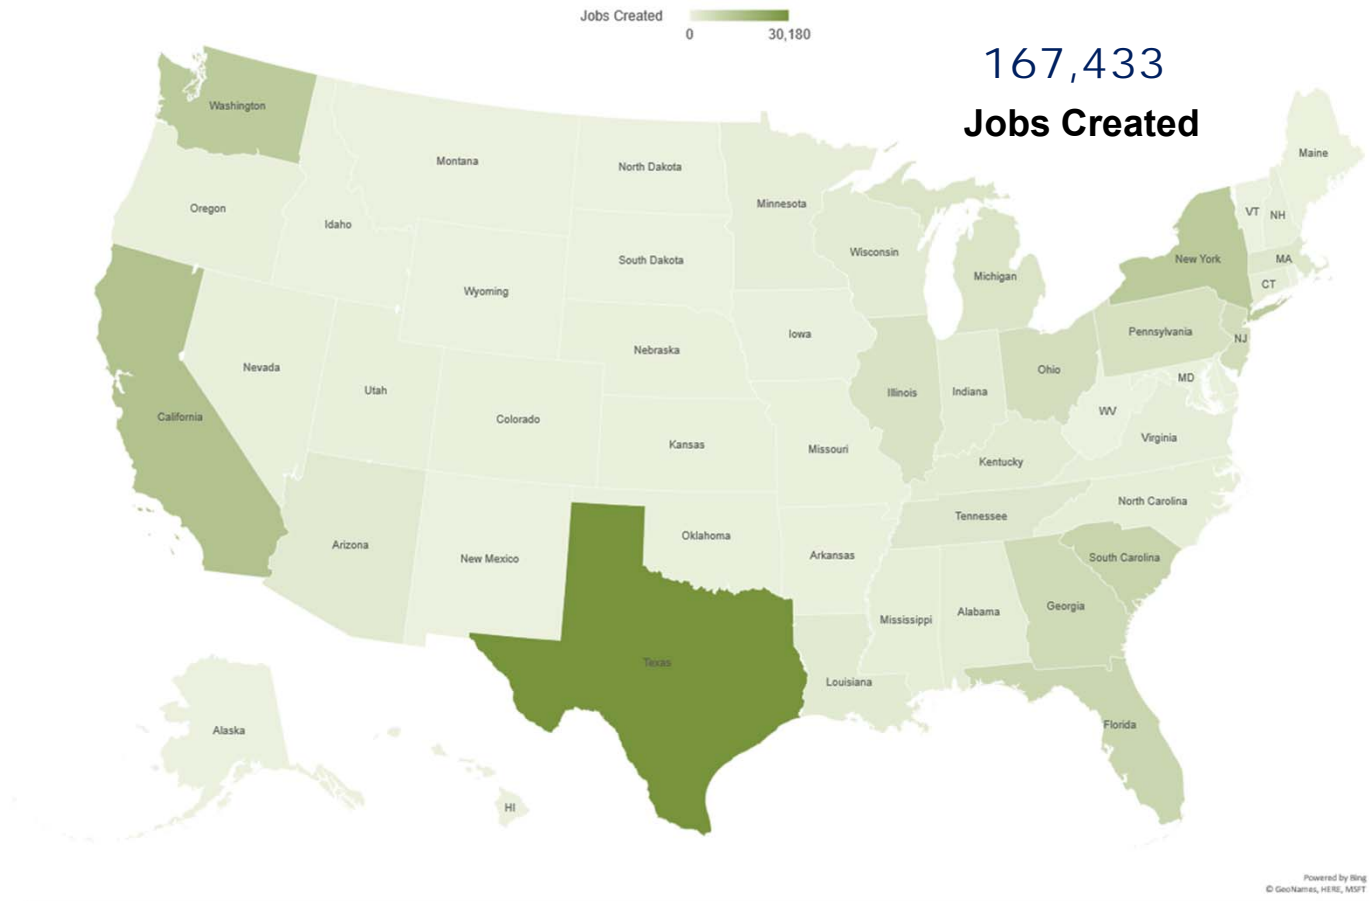 Jobs Created
0 30,180
167,433
Jobs Created
Washington
Montana
North Dakota
Minnesota
Maine
Oregon
Idaho
VT NH
South Dakota
Wisconsin
New York
MA
Wyoming
Michigan
CT
Iowa
Pennsylvania
NJ
Nebraska
Nevada
Ohio
Utah
MD
Illinois
Indiana
California
Colorado
WV
Kansas
Missouri
Virginia
Kentucky
North Carolina
Tennessee
Oklahoma
Arizona
New Mexico
Arkansas
South Carolina
Georgia
Mississippi
Alabama
Texas
Louisiana
Florida
Alaska
HI
Powered by Bing
© GeoNames, HERE, MSFT